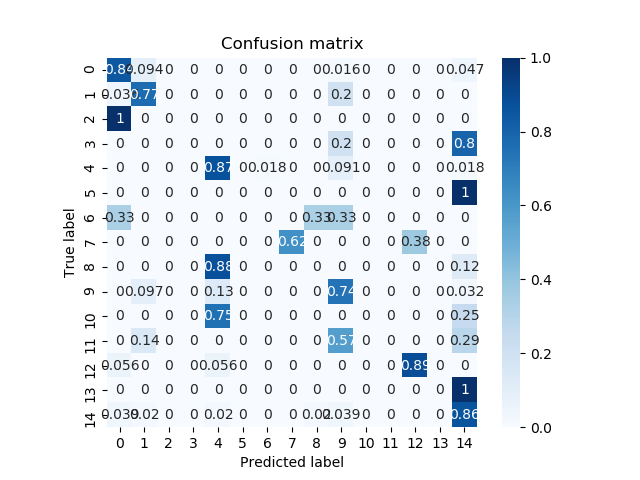 Confusion matrix
0 0.84 0.094 0 0 0 0 0 0 0 0.016 0 0 0 0 0.047
1 0.77 0 0 0 0 0 0 0 0.2 0 0 0 0 0
2 1 0 0 0 0 0 0 0 0 0 0 0 0 0 0
3 0 0 0 0 0 0 0 0 0 0.2 0 0 0 0 0.8
4 0 0 0 0 0.87 0 0.018 0 0 0.091 0 0 0 0 0.018
5 0 0 0 0 0 0 0 0 0 0 0 0 0 0 1
6 0.33 0 0 0 0 0 0 0 0.33 0.33 0 0 0 0 0
7 0 0 0 0 0 0 0 0.62 0 0 0 0 0.38 0 0
8 0 0 0 0 0.88 0 0 0 0 0 0 0 0 0 0.12
9 0 0.097 0 0 0.13 0 0 0 0 0.74 0 0 0 0 0.032
10 0 0 0 0 0.75 0 0 0 0 0 0 0 0 0 0.25
11 0 0.14 0 0 0 0 0 0 0 0.57 0 0 0 0 0.29
12 0.056 0 0 0 0.056 0 0 0 0 0 0 0 0.89 0 0
13 0 0 0 0 0 0 0 0 0 0 0 0 0 0 1
14 0.039 0.02 0 0 0.02 0 0 0 0.02 0.039 0 0 0 0 0.86
0 1 2 3 4 5 6 7 8 9 10 11 12 13 14
Predicted label
True label
1.0
0.8
0.6
0.4
0.2
0.0